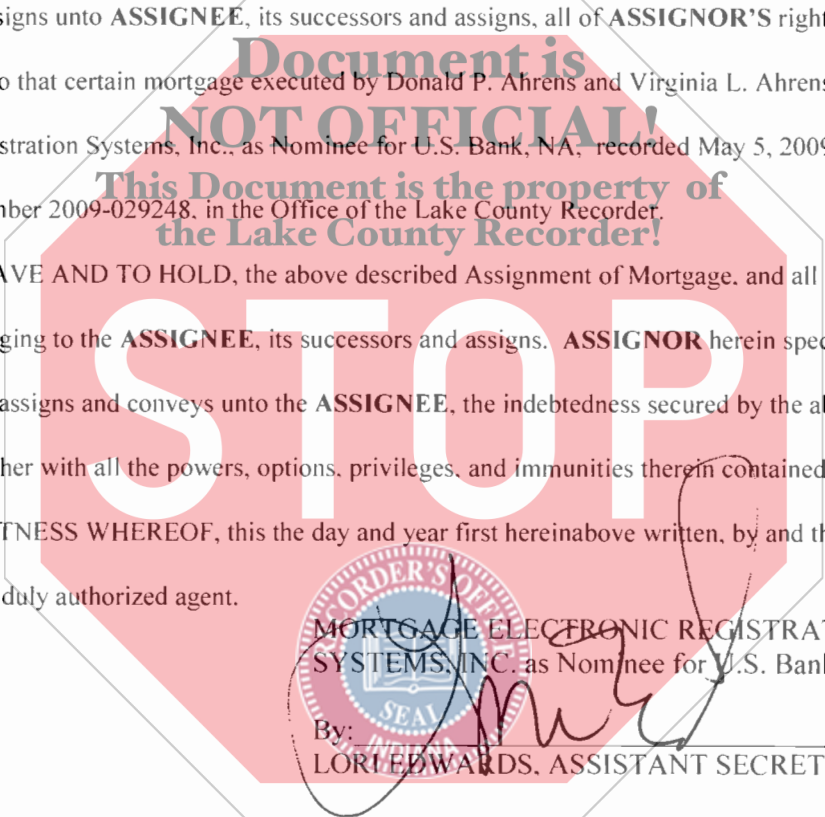 signs unto ASSIGNEE, its successors and assigns, all of ASSIGNOR'S right
Document is
o that certain mortgage executed by Donald P. Ahrens and Virginia L. Ahrens
NOT OFFICIAL!
stration Systems, Inc., as Nominee for U.S. Bank, NA, recorded May 5, 2009
This Document is the property of
nber 2009-029248, in the Office of the Lake County Recorder.
the Lake County Recorder!
AVE AND TO HOLD, the above described Assignment of Mortgage, and all
STOP
ging to the ASSIGNEE, its successors and assigns. ASSIGNOR herein spec
assigns and conveys unto the ASSIGNEE, the indebtedness secured by the al
her with all the powers, options, privileges, and immunities therein contained
TNESS WHEREOF, this the day and year first hereinabove written, by and th
duly authorized agent.
RECORDER'S OFFICE
MORTGAGE ELECTRONIC REGISTRAT
SYSTEMS, INC. as Nominee for U.S. Bank
SEAL
By:
INDIANA
LORI EDWARDS, ASSISTANT SECRET